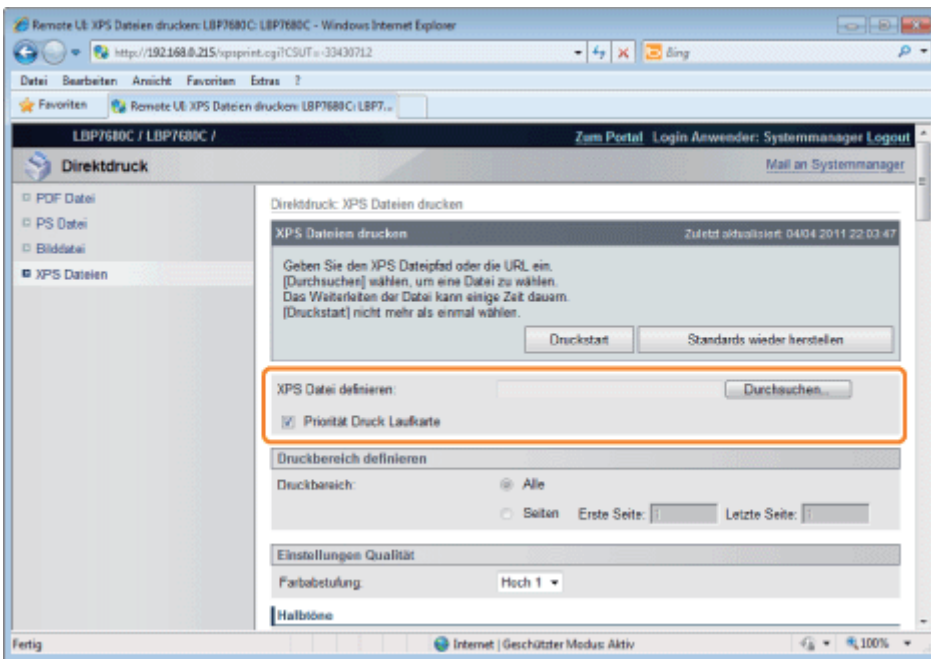 Remote UI: XPS Dateien drucken: LBP7680C: LBP7680C - Windows Internet Explorer
http://192.168.0.215/xpsprint.cgi?CSUT=-33430712
Bing
Datei Bearbeiten Ansicht Favoriten Extras ?
Favoriten Remote UI: XPS Dateien drucken: LBP7680C: LBP7...
LBP7680C / LBP7680C / Zum Portal Login Anwender: Systemmanager Logout
Direktdruck Mail an Systemmanager
PDF Datei
PS Datei
Bilddatei
XPS Dateien
Direktdruck: XPS Dateien drucken
XPS Dateien drucken Zuletzt aktualisiert: 04/04 2011 22:03:47
Geben Sie den XPS Dateipfad oder die URL ein.
[Durchsuchen] wählen, um eine Datei zu wählen.
Das Weiterleiten der Datei kann einige Zeit dauern.
[Druckstart] nicht mehr als einmal wählen.
Druckstart Standards wieder herstellen
XPS Datei definieren: Durchsuchen...
Priorität Druck Laufkarte
Druckbereich definieren
Druckbereich: Alle
Seiten Erste Seite: 1 Letzte Seite: 1
Einstellungen Qualität
Farbabstufung: Hoch 1
Halbtöne
Fertig Internet | Geschützter Modus: Aktiv 100%